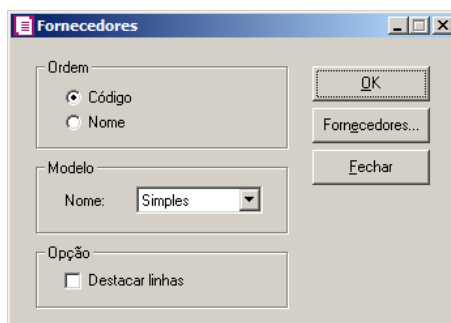 Fornecedores
Ordem
Código
Nome
Modelo
Nome: Simples
Opção
Destacar linhas
OK
Fornecedores...
Fechar